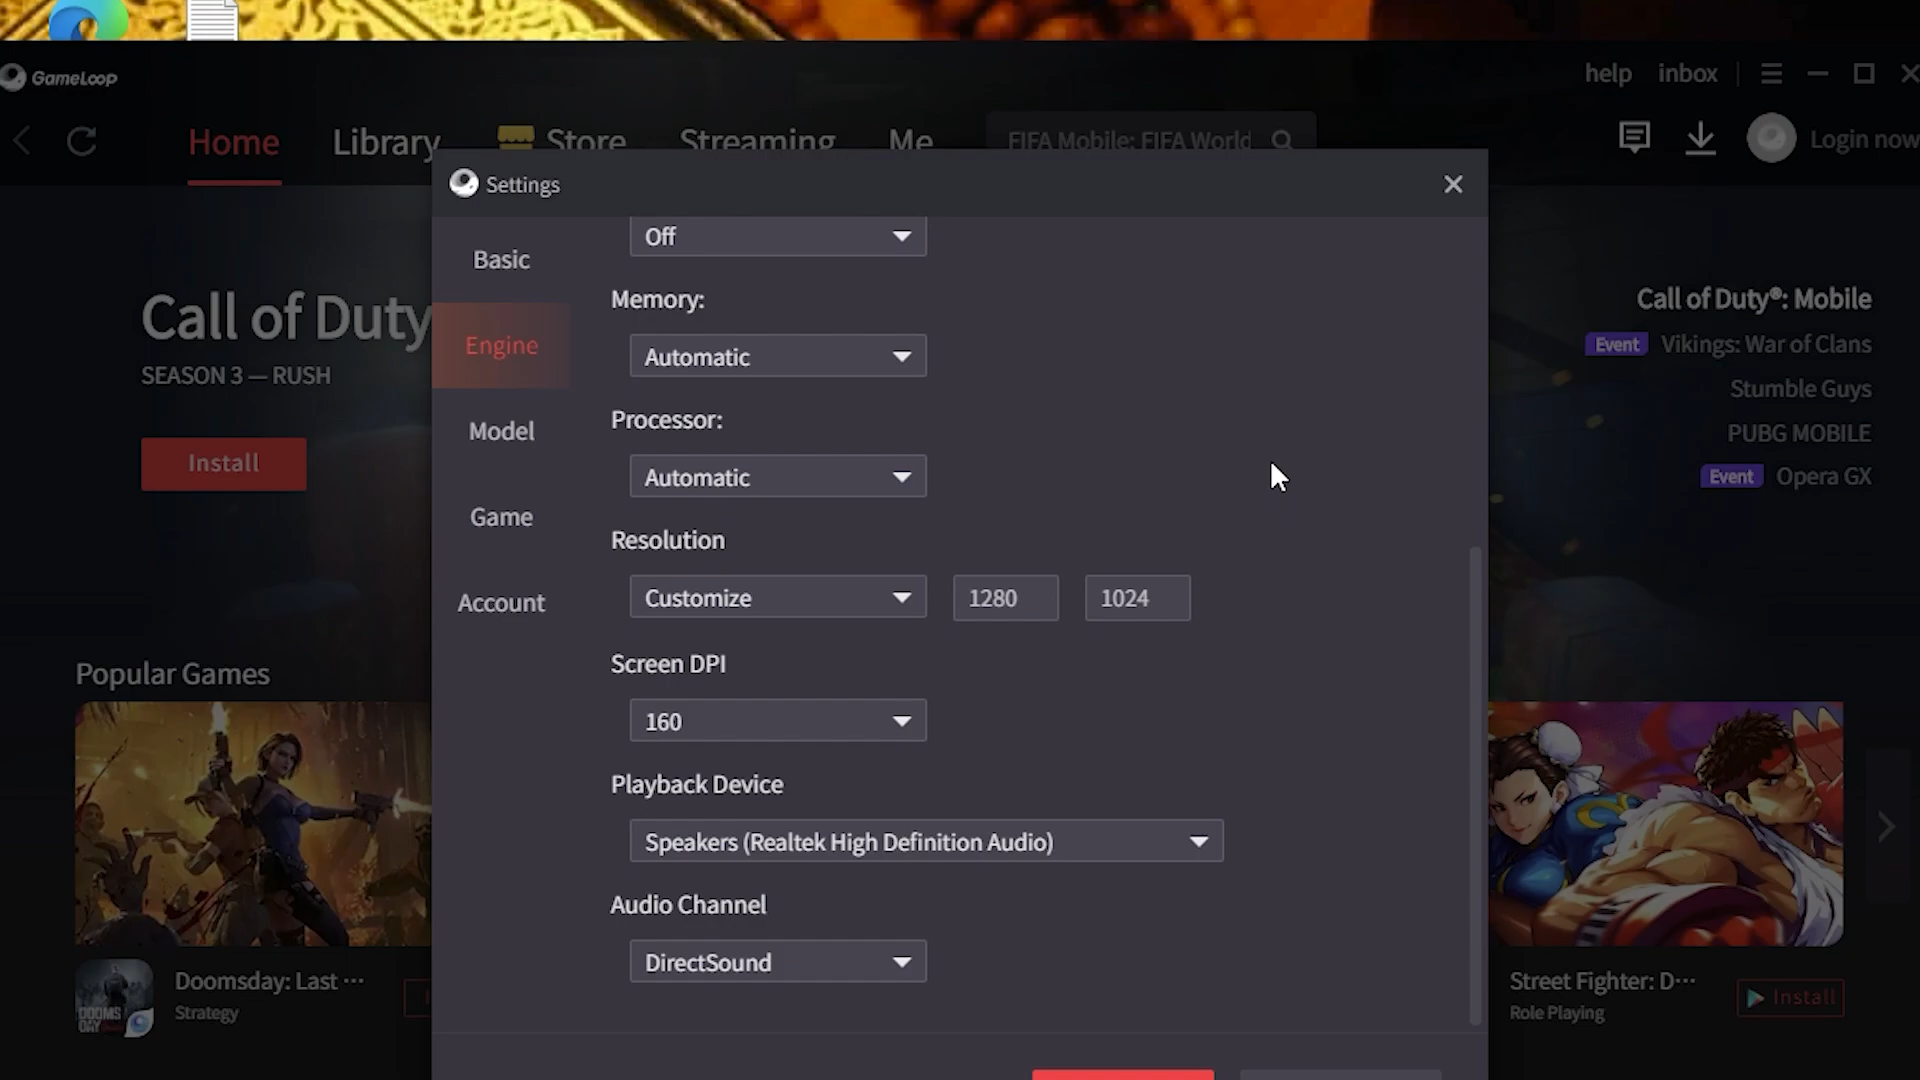 GameLoop
help inbox
Home Library Store Streaming Me FIFA Mobile: FIFA World Login now
Settings
Basic
Engine
Model
Game
Account
Off
Memory:
Automatic
Processor:
Automatic
Resolution
Customize 1280 1024
Screen DPI
160
Playback Device
Speakers (Realtek High Definition Audio)
Audio Channel
DirectSound
Call of Duty
SEASON 3 — RUSH
Install
Call of Duty®: Mobile
Event Vikings: War of Clans
Stumble Guys
PUBG MOBILE
Event Opera GX
Popular Games
DOOMS
DAY
Doomsday: Last ···
Strategy
Street Fighter: D···
Role Playing
Install